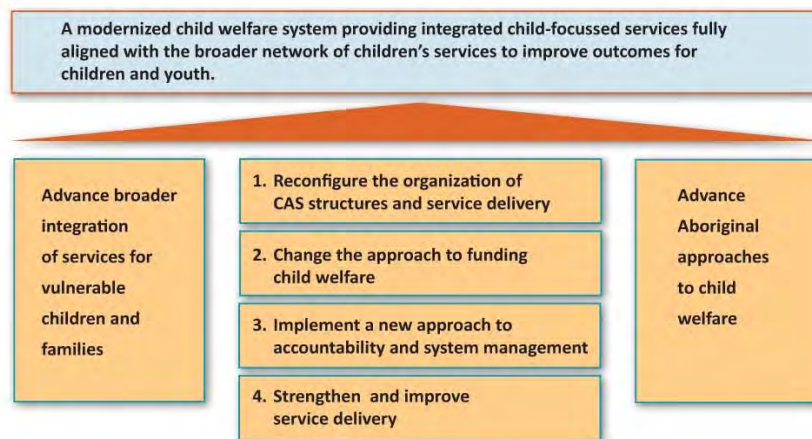 A modernized child welfare system providing integrated child-focussed services fully
aligned with the broader network of children’s services to improve outcomes for
children and youth.
Advance broader
integration
of services for
vulnerable
children and
families
1. Reconfigure the organization of
CAS structures and service delivery
2. Change the approach to funding
child welfare
3. Implement a new approach to
accountability and system management
4. Strengthen and improve
service delivery
Advance
Aboriginal
approaches
to child
welfare